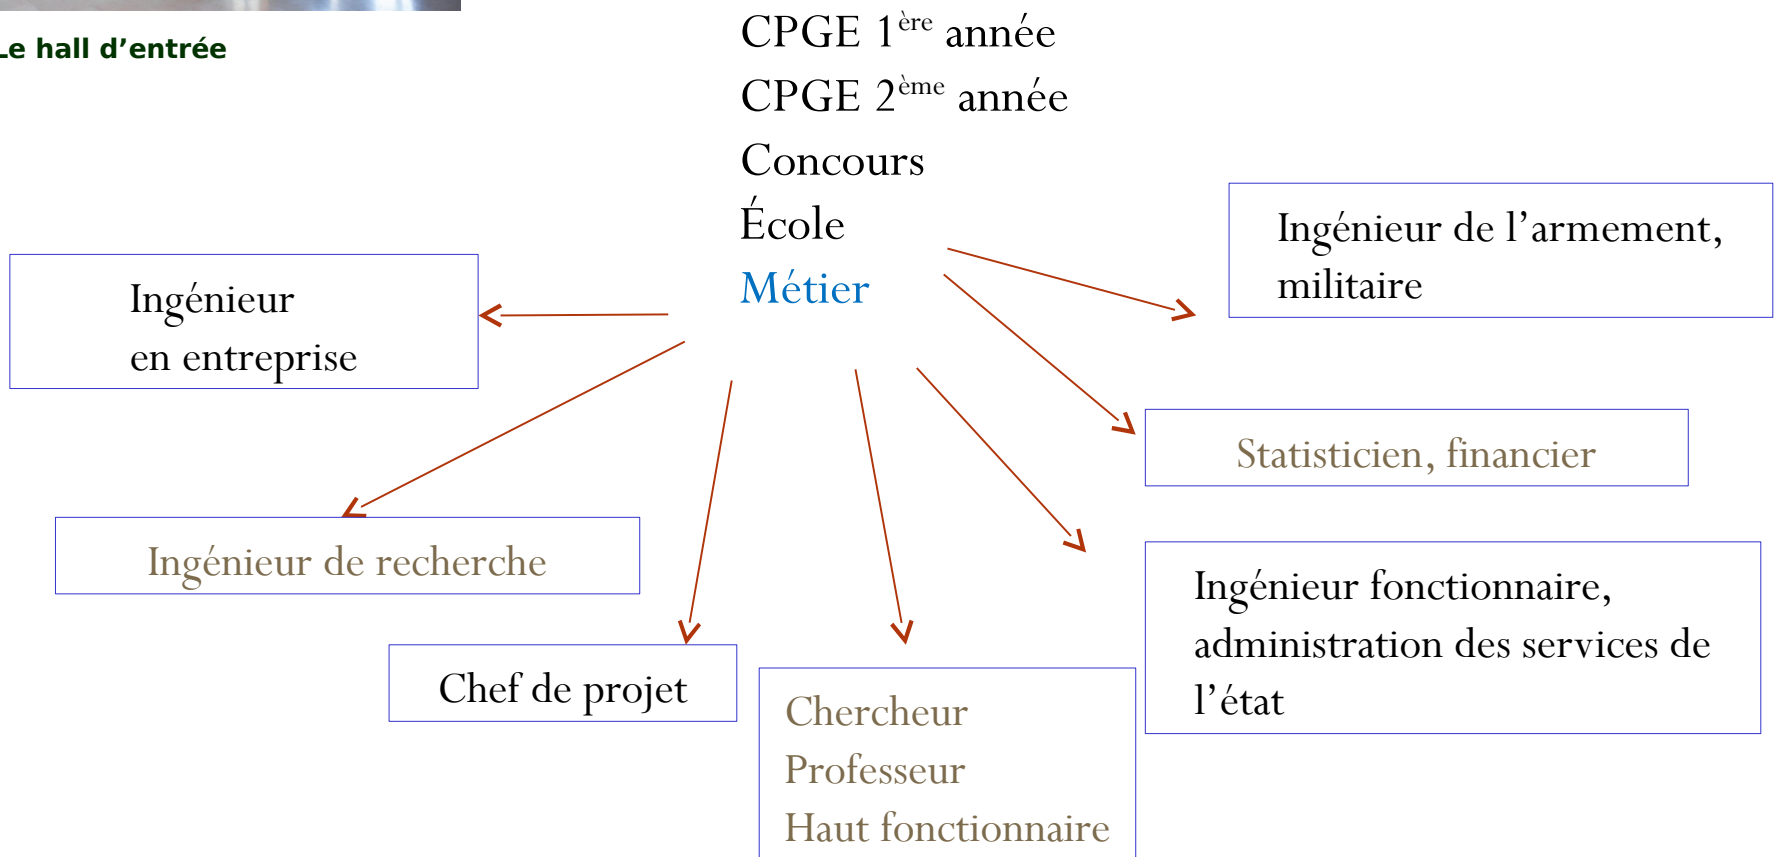 Le hall d’entrée
CPGE 1ère année
CPGE 2ème année
Concours
École
Métier
Ingénieur de l’armement,
militaire
Ingénieur
en entreprise
Statisticien, financier
Ingénieur de recherche
Ingénieur fonctionnaire,
administration des services de
l’état
Chef de projet
Chercheur
Professeur
Haut fonctionnaire